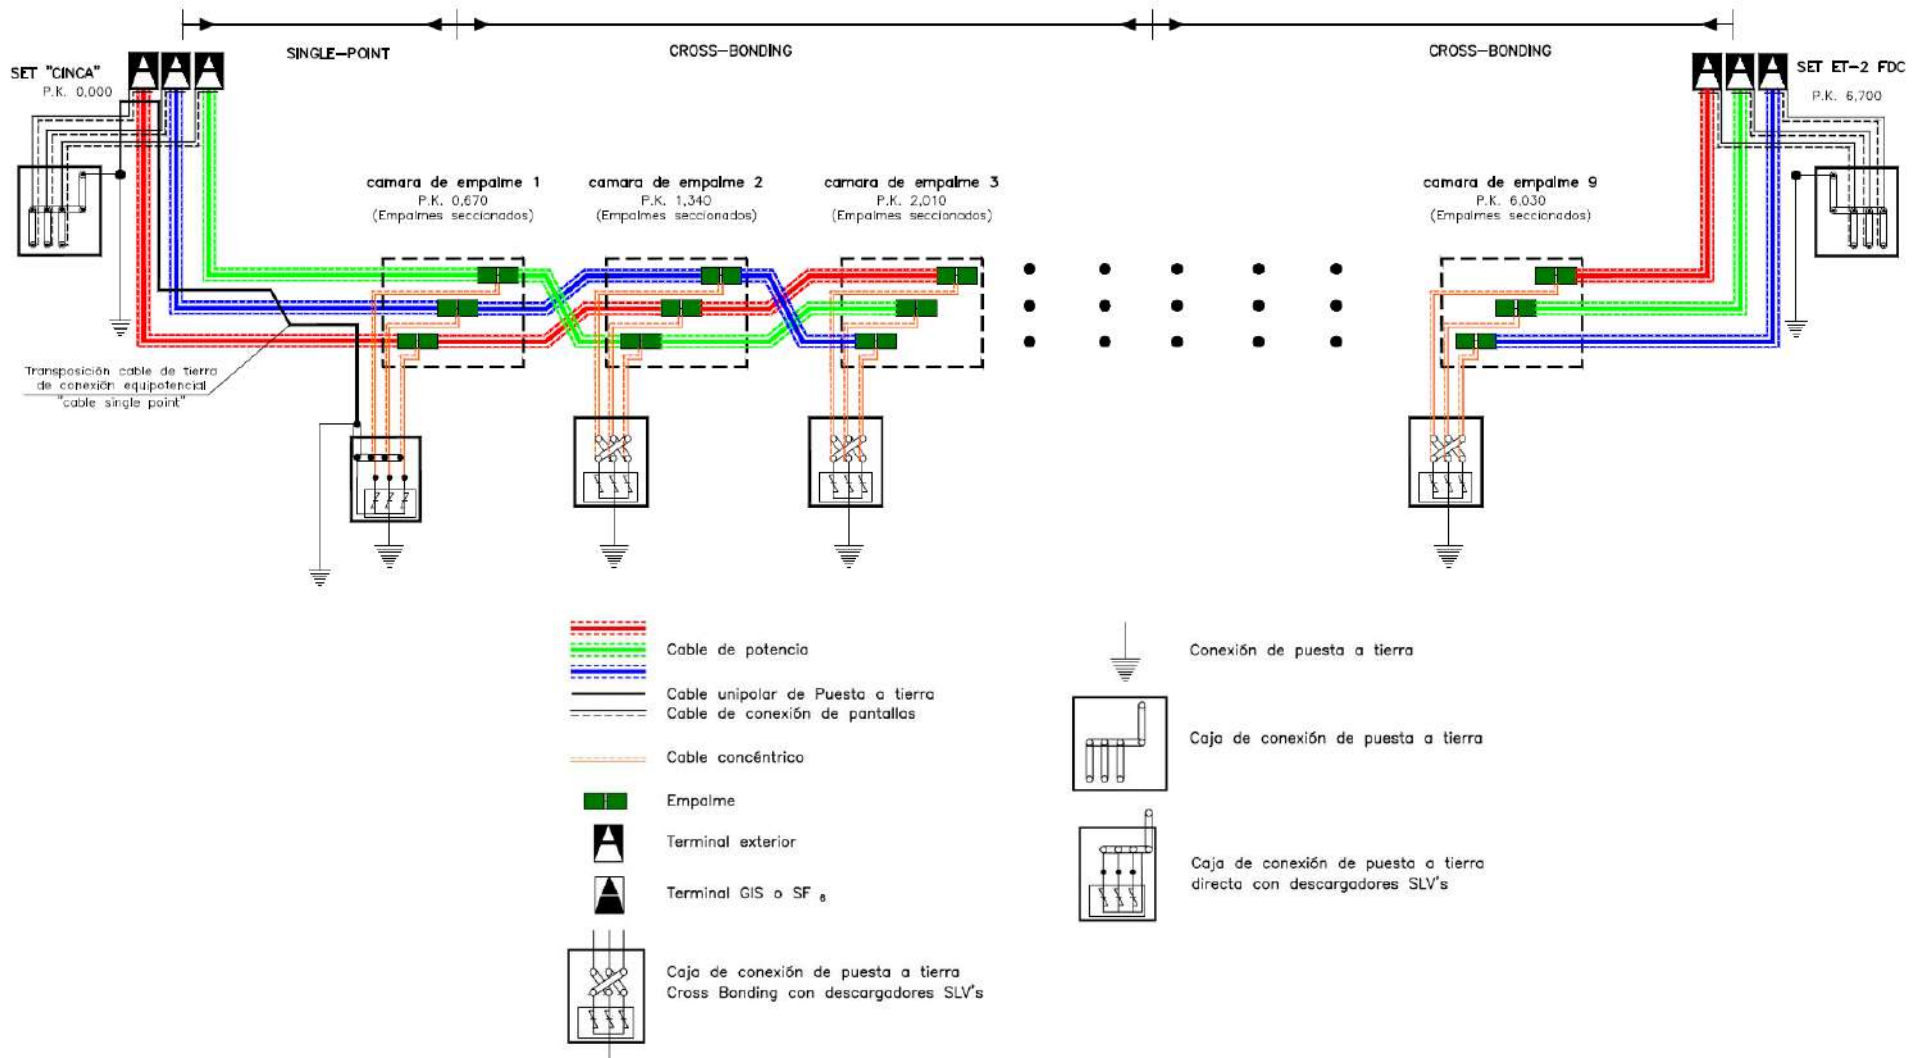 SINGLE-POINT
CROSS-BONDING
CROSS-BONDING
SET "CINCA"
P.K. 0,000
SET ET-2 FDC
P.K. 6,700
camara de empalme 1
P.K. 0,670
(Empalmes seccionados)
camara de empalme 2
P.K. 1,340
(Empalmes seccionados)
camara de empalme 3
P.K. 2,010
(Empalmes seccionados)
camara de empalme 9
P.K. 6,030
(Empalmes seccionados)
Transposición cable de tierra
de conexión equipotencial
"cable single point"
Cable de potencia
Cable unipolar de Puesta a tierra
Cable de conexión de pantallas
Cable concéntrico
Empalme
Terminal exterior
Terminal GIS o SF 6
Caja de conexión de puesta a tierra
Cross Bonding con descargadores SLV's
Conexión de puesta a tierra
Caja de conexión de puesta a tierra
Caja de conexión de puesta a tierra
directa con descargadores SLV's